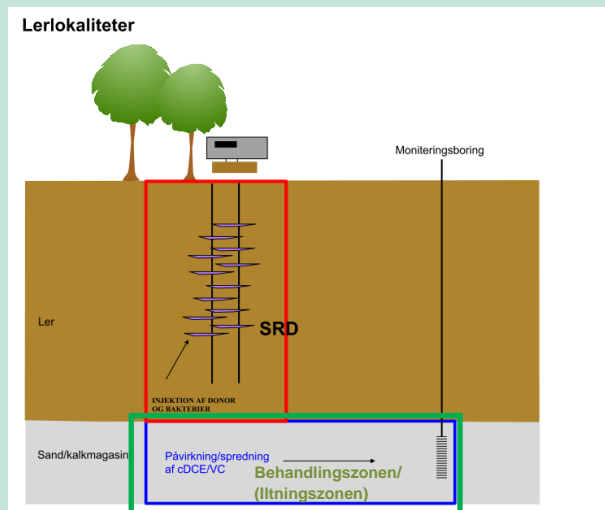 Lerlokaliteter
Moniteringsboring
Ler
SRD
INJEKTION AF DONOR
OG BAKTERIER
Sand/kalkmagasin
Påvirkning/spredning
af cDCE/VC
Behandlingszonen/
(Iltningszonen)